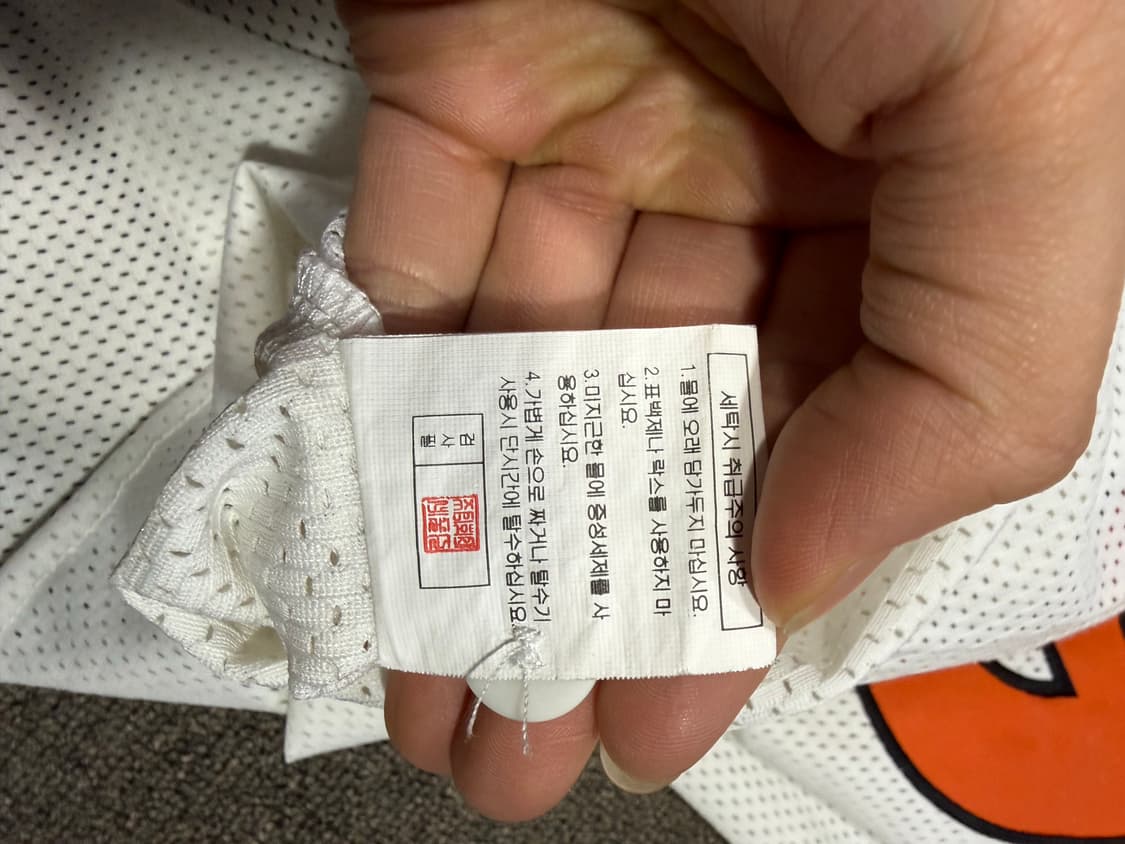 세탁시 취급주의 사항
1.물에 오래 담가두지 마십시요.
2.표백제나 락스를 사용하지 마
십시요.
3.미지근한 물에 중성세제를 사
용하십시요.
4.가볍게 손으로 짜거나 탈수기
사용시 단시간에 탈수하십시요.
검사필